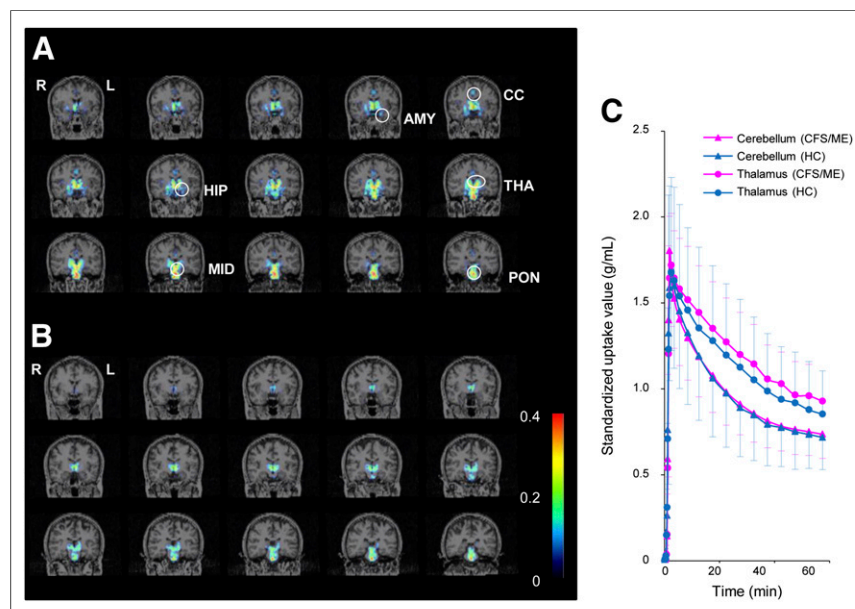 A
R
L
CC
AMY
HIP
THA
MID
PON
B
R
L
0.4
0.2
0
C
2.5
2.0
1.5
1.0
0.5
0
Standardized uptake value (g/mL)
Cerebellum (CFS/ME)
Cerebellum (HC)
Thalamus (CFS/ME)
Thalamus (HC)
0
20
40
60
Time (min)